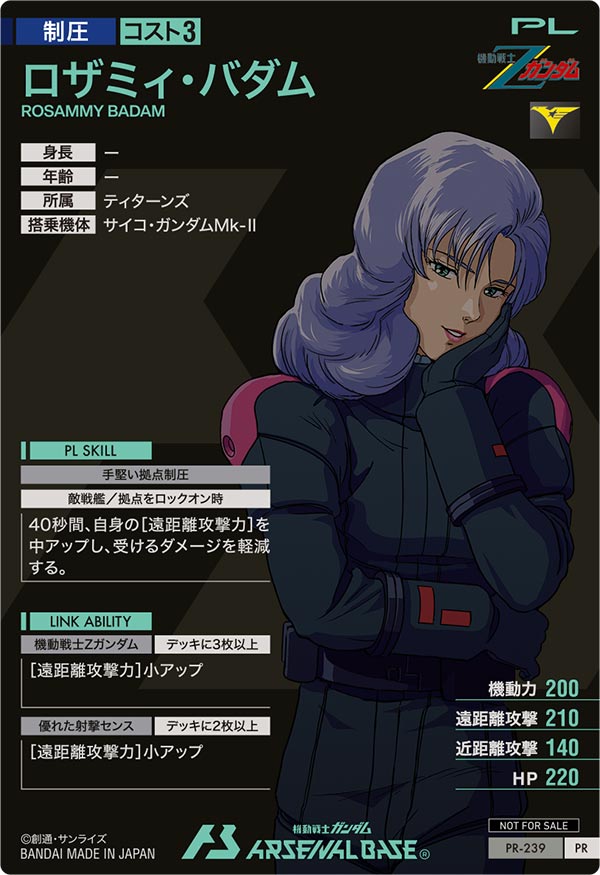 制圧 コスト3 PL
機動戦士Zガンダム
ロザミィ・バダム
ROSAMMY BADAM
身長 ー
年齢 ー
所属 ティターンズ
搭乗機体 サイコ・ガンダムMk-II
PL SKILL
手堅い拠点制圧
敵戦艦／拠点をロックオン時
40秒間、自身の[遠距離攻撃力]を
中アップし、受けるダメージを軽減
する。
LINK ABILITY
機動戦士Zガンダム デッキに3枚以上
[遠距離攻撃力]小アップ
優れた射撃センス デッキに2枚以上
[遠距離攻撃力]小アップ
機動力 200
遠距離攻撃 210
近距離攻撃 140
HP 220
NOT FOR SALE
PR-239 PR
©創通・サンライズ
BANDAI MADE IN JAPAN
機動戦士ガンダム
AB ARSENAL BASE®